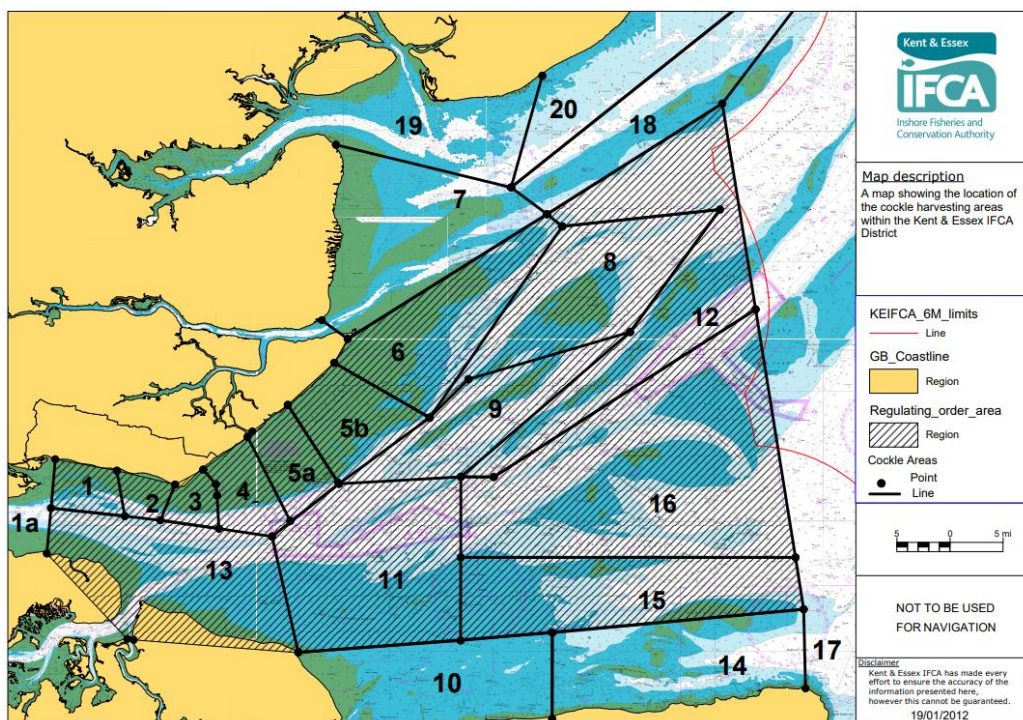 20
19
18
7
8
12
6
9
5b
5a
4
3
2
1
1a
16
13
11
15
14
17
10
Kent & Essex
IFCA
Inshore Fisheries and
Conservation Authority
Map description
A map showing the location of
the cockle harvesting areas
within the Kent & Essex IFCA
District
KEIFCA_6M_limits
Line
GB_Coastline
Region
Regulating_order_area
Region
Cockle Areas
Point
Line
5 0 5 mi
NOT TO BE USED
FOR NAVIGATION
Disclaimer
Kent & Essex IFCA has made every
effort to ensure the accuracy of the
information presented here,
however this cannot be guaranteed.
19/01/2012